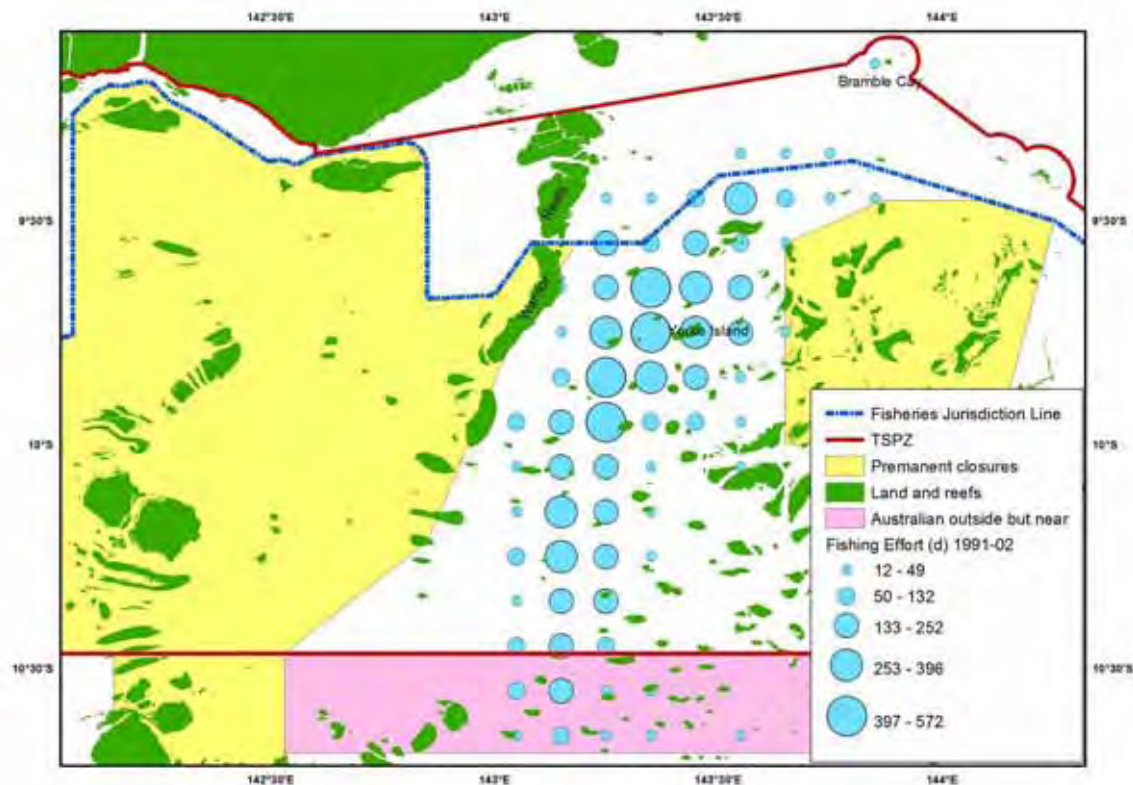 142°30'E 143°E 143°30'E 144°E
Bramble Cay
9°30'S 9°30'S
Island
10°S 10°S
Fisheries Jurisdiction Line
TSPZ
Premanent closures
Land and reefs
Australian outside but near
Fishing Effort (d) 1991-02
12 - 49
50 - 132
133 - 252
253 - 396
397 - 572
10°30'S 10°30'S
142°30'E 143°E 143°30'E 144°E